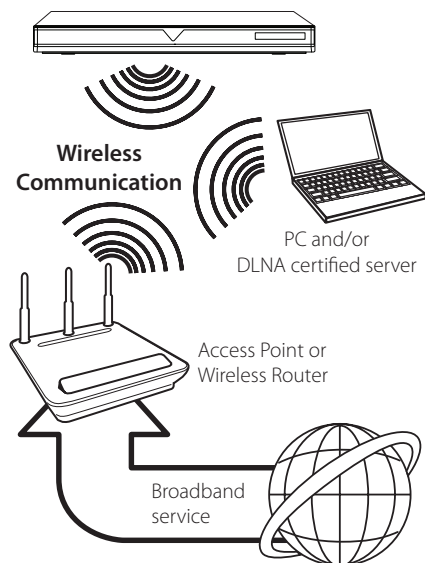 Wireless
Communication
PC and/or
DLNA certified server
Access Point or
Wireless Router
Broadband
service